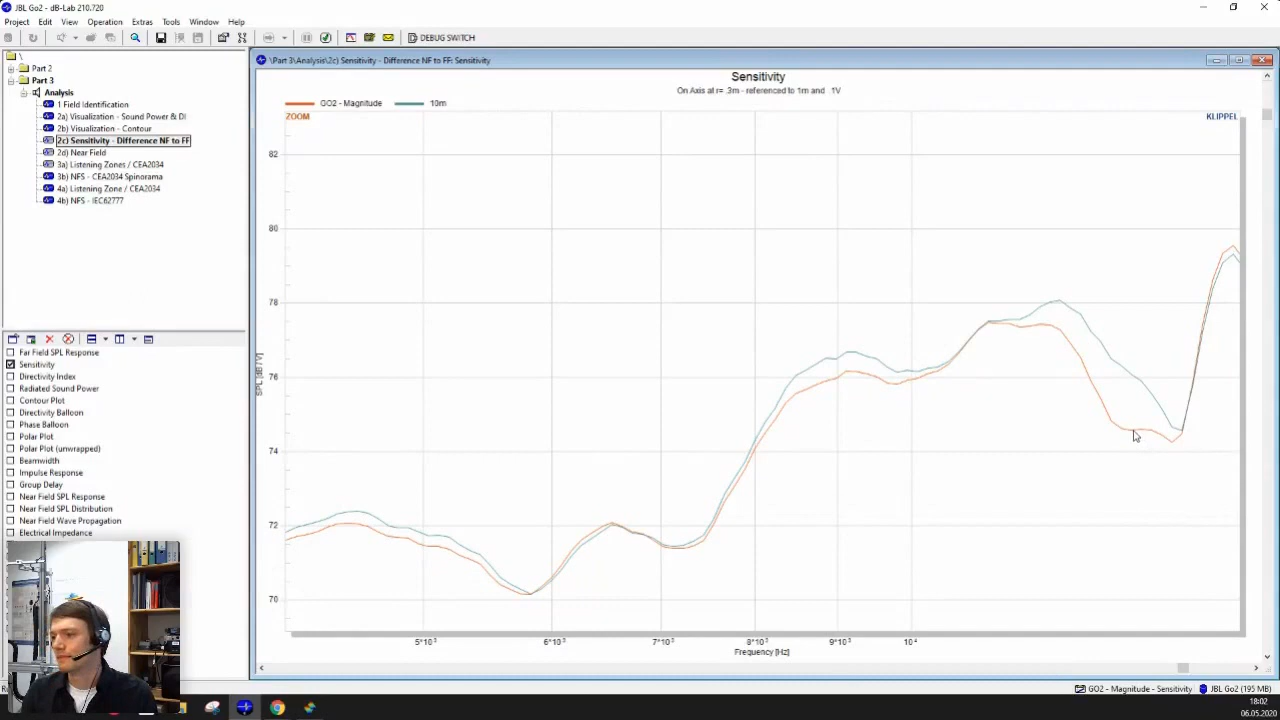 JBL Go2 - dB-Lab 210.720
Project Edit View Operation Extras Tools Window Help
DEBUG SWITCH
\
Part 2
Part 3
Analysis
1 Field Identification
2a) Visualization - Sound Power & DI
2b) Visualization - Contour
2c) Sensitivity - Difference NF to FF
2d) Near Field
3a) Listening Zones / CEA2034
3b) NFS - CEA2034 Spinorama
4a) Listening Zone / CEA2034
4b) NFS - IEC62777
Far Field SPL Response
Sensitivity
Directivity Index
Radiated Sound Power
Contour Plot
Directivity Balloon
Phase Balloon
Polar Plot
Polar Plot (unwrapped)
Beamwidth
Impulse Response
Group Delay
Near Field SPL Response
Near Field SPL Distribution
Near Field Wave Propagation
Electrical Impedance
\Part 3\Analysis\2c) Sensitivity - Difference NF to FF: Sensitivity
Sensitivity
On Axis at r= .3m - referenced to 1m and .1V
GO2 - Magnitude 10m
ZOOM
KLIPPEL
82
80
78
76
74
72
70
SPL [dB / V]
5*10³ 6*10³ 7*10³ 8*10³ 9*10³ 10⁴
Frequency [Hz]
GO2 - Magnitude - Sensitivity JBL Go2 (195 MB)
18:02
06.05.2020